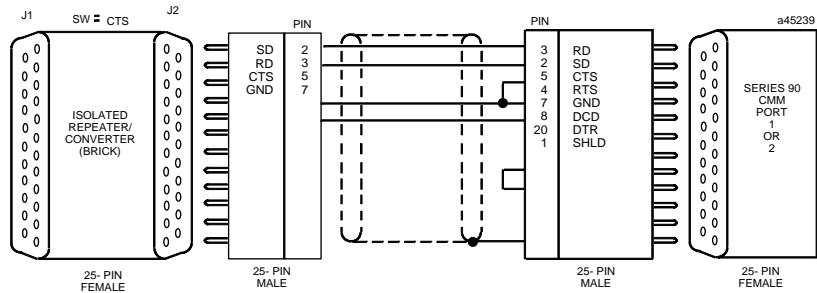 J1
SW CTS
J2
PIN
PIN
a45239
SD 2
RD 3
CTS 5
GND 7
3 RD
2 SD
5 CTS
4 RTS
7 GND
8 DCD
20 DTR
1 SHLD
ISOLATED
REPEATER/
CONVERTER
(BRICK)
SERIES 90
CMM
PORT
1
OR
2
25- PIN
FEMALE
25- PIN
MALE
25- PIN
MALE
25- PIN
FEMALE